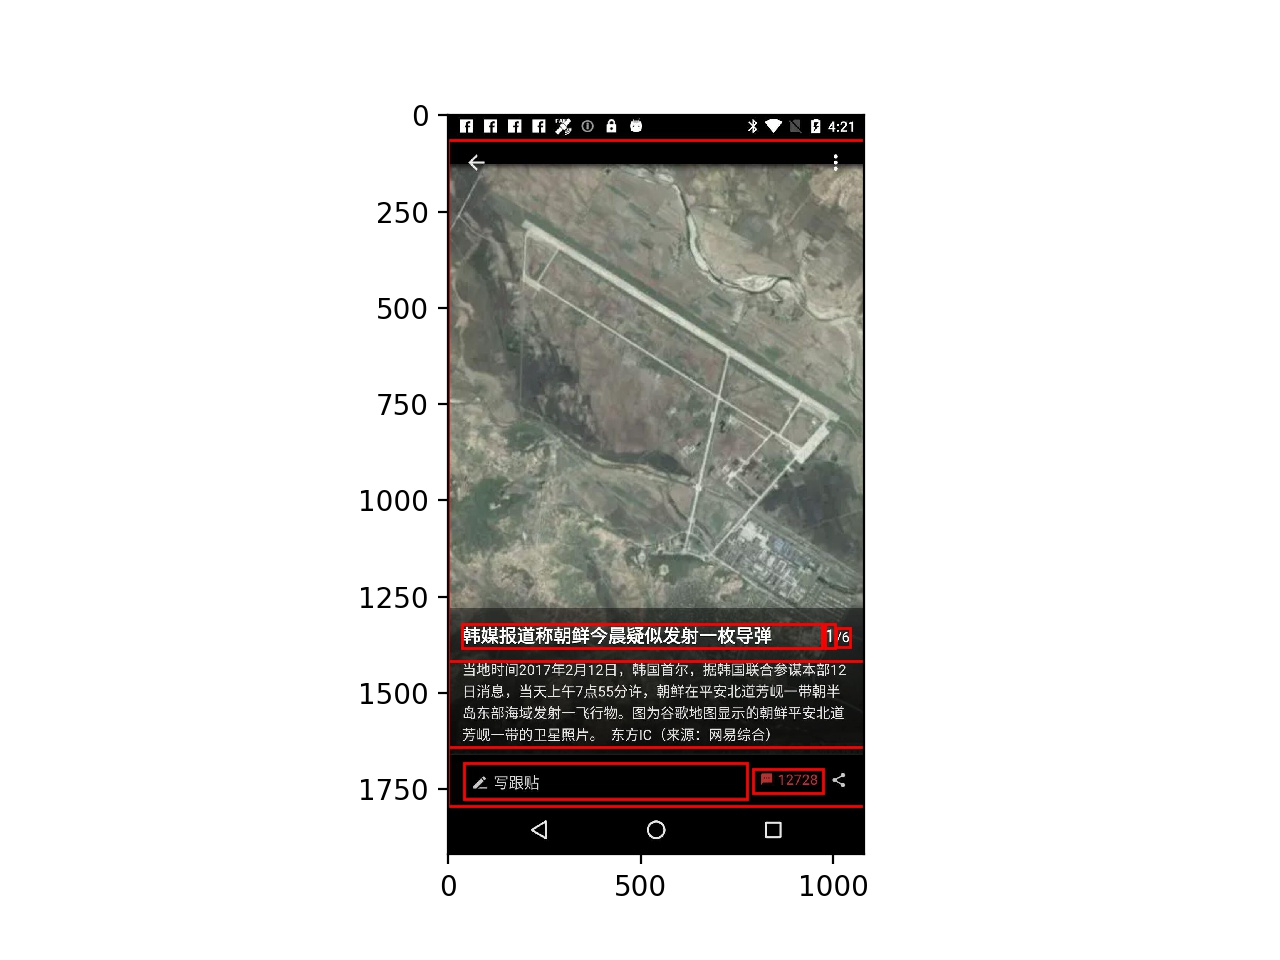 0
4:21
250
500
750
1000
1250
韩媒报道称朝鲜今晨疑似发射一枚导弹 1/6
当地时间2017年2月12日，韩国首尔，据韩国联合参谋本部12
日消息，当天上午7点55分许，朝鲜在平安北道芳岘一带朝半
岛东部海域发射一飞行物。图为谷歌地图显示的朝鲜平安北道
芳岘一带的卫星照片。 东方IC（来源：网易综合）
1500
写跟贴 12728
1750
0 500 1000